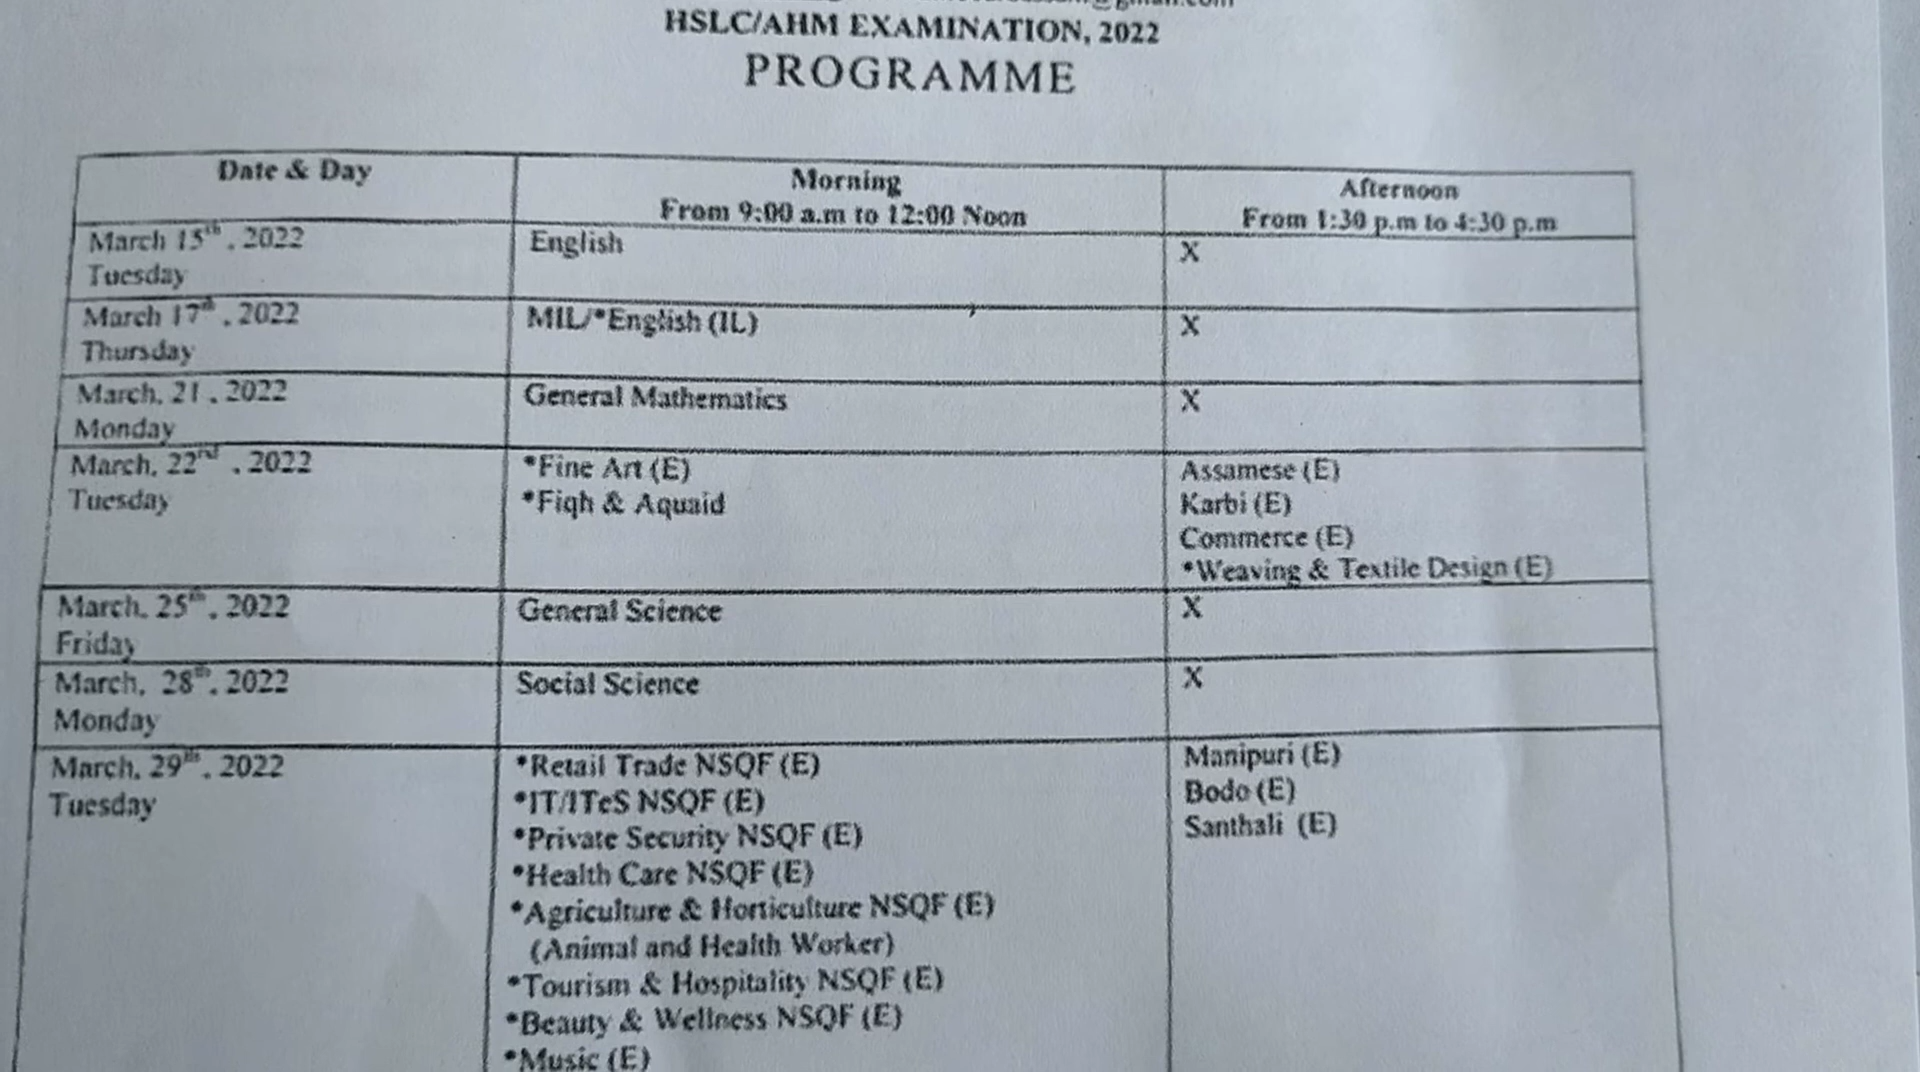 @gmail.com
HSLC/AHM EXAMINATION, 2022
PROGRAMME
Date & Day
Morning
From 9:00 a.m to 12:00 Noon
Afternoon
From 1:30 p.m to 4:30 p.m
March 15th, 2022
Tuesday
English
X
March 17th, 2022
Thursday
MIL/*English (IL)
X
March, 21, 2022
Monday
General Mathematics
X
March, 22nd, 2022
Tuesday
*Fine Art (E)
*Fiqh & Aquaid
Assamese (E)
Karbi (E)
Commerce (E)
*Weaving & Textile Design (E)
March, 25th, 2022
Friday
General Science
X
March, 28th, 2022
Monday
Social Science
X
March, 29th, 2022
Tuesday
*Retail Trade NSQF (E)
*IT/ITeS NSQF (E)
*Private Security NSQF (E)
*Health Care NSQF (E)
*Agriculture & Horticulture NSQF (E)
(Animal and Health Worker)
*Tourism & Hospitality NSQF (E)
*Beauty & Wellness NSQF (E)
*Music (E)
Manipuri (E)
Bodo (E)
Santhali (E)